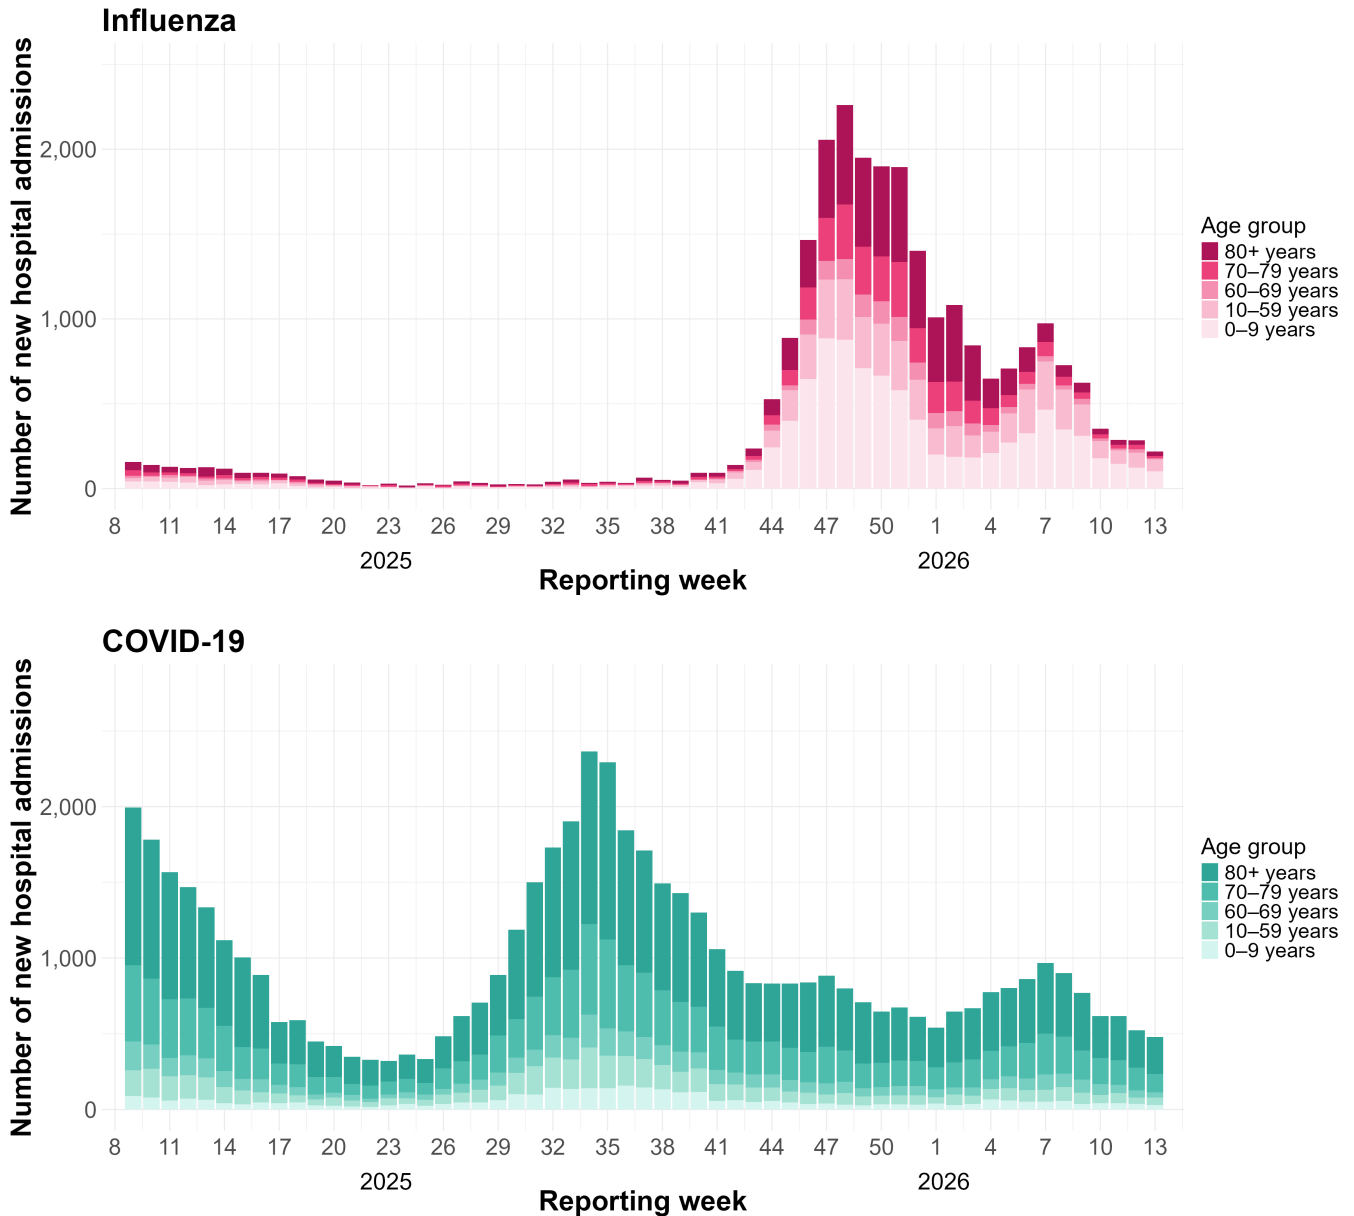 Influenza
Number of new hospital admissions
2,000
1,000
0
8 11 14 17 20 23 26 29 32 35 38 41 44 47 50 1 4 7 10 13
2025 2026
Reporting week
Age group
80+ years
70–79 years
60–69 years
10–59 years
0–9 years
COVID-19
Number of new hospital admissions
2,000
1,000
0
8 11 14 17 20 23 26 29 32 35 38 41 44 47 50 1 4 7 10 13
2025 2026
Reporting week
Age group
80+ years
70–79 years
60–69 years
10–59 years
0–9 years